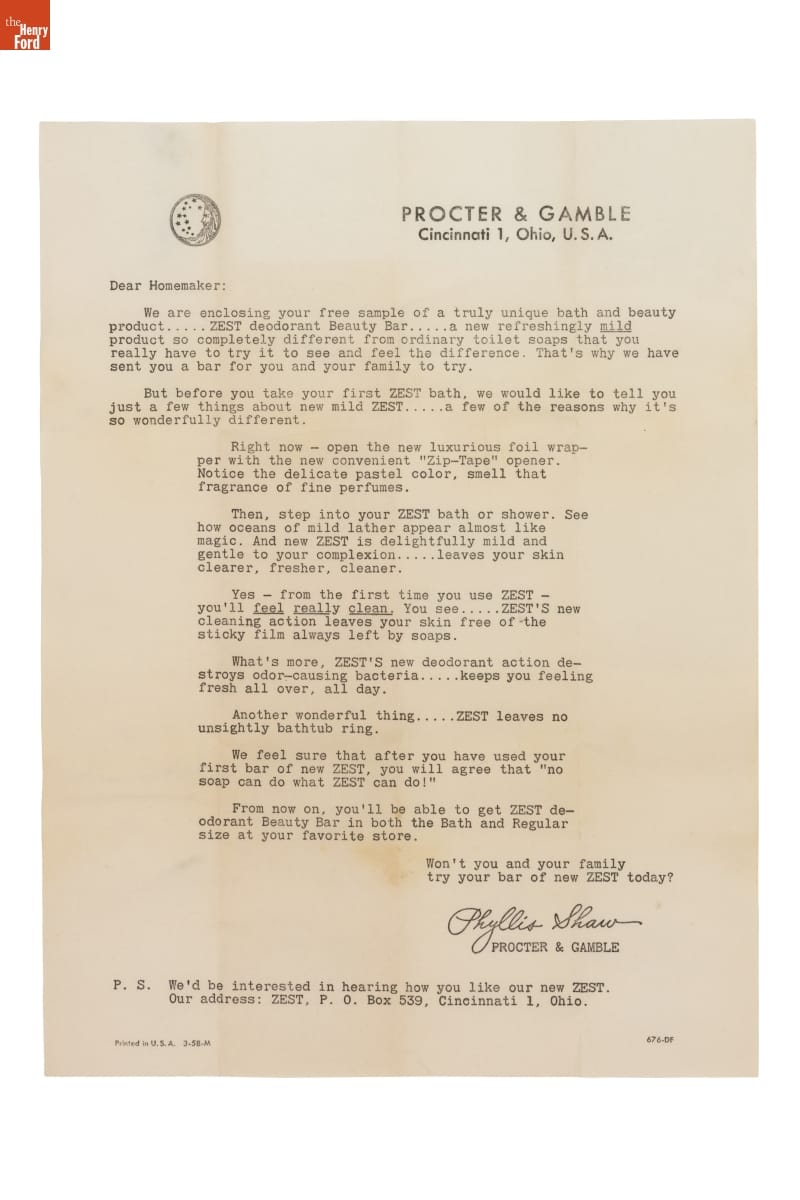 the
Henry
Ford
PROCTER & GAMBLE
Cincinnati 1, Ohio, U.S.A.
Dear Homemaker:
We are enclosing your free sample of a truly unique bath and beauty
product.....ZEST deodorant Beauty Bar.....a new refreshingly mild
product so completely different from ordinary toilet soaps that you
really have to try it to see and feel the difference. That's why we have
sent you a bar for you and your family to try.
But before you take your first ZEST bath, we would like to tell you
just a few things about new mild ZEST.....a few of the reasons why it's
so wonderfully different.
Right now – open the new luxurious foil wrap–
per with the new convenient "Zip–Tape" opener.
Notice the delicate pastel color, smell that
fragrance of fine perfumes.
Then, step into your ZEST bath or shower. See
how oceans of mild lather appear almost like
magic. And new ZEST is delightfully mild and
gentle to your complexion.....leaves your skin
clearer, fresher, cleaner.
Yes – from the first time you use ZEST –
you'll feel really clean. You see.....ZEST'S new
cleaning action leaves your skin free of the
sticky film always left by soaps.
What's more, ZEST'S new deodorant action de–
stroys odor–causing bacteria.....keeps you feeling
fresh all over, all day.
Another wonderful thing.....ZEST leaves no
unsightly bathtub ring.
We feel sure that after you have used your
first bar of new ZEST, you will agree that "no
soap can do what ZEST can do!"
From now on, you'll be able to get ZEST de–
odorant Beauty Bar in both the Bath and Regular
size at your favorite store.
Won't you and your family
try your bar of new ZEST today?
Phyllis Shaw
PROCTER & GAMBLE
P. S. We'd be interested in hearing how you like our new ZEST.
Our address: ZEST, P. O. Box 539, Cincinnati 1, Ohio.
Printed in U.S.A. 3-58-M
676-DF